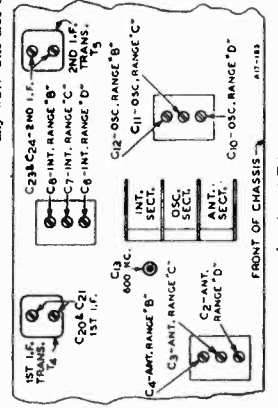 2ND I.F.
TRANS.
T5
C23&C24-2ND I.F.
C8-INT. RANGE "B"
C7-INT. RANGE "C"
C6-INT. RANGE "D"
C20 & C21
1ST I.F.
1ST I.F.
TRANS.
T4
C12-OSC. RANGE "B"
C11-OSC. RANGE "C"
C10-OSC. RANGE "D"
A17-183
INT.
SECT.
OSC.
SECT.
ANT.
SECT.
C13
600 KC.
C4-ANT. RANGE "B"
C3-ANT. RANGE "C"
C2-ANT.
RANGE "D"
FRONT OF CHASSIS